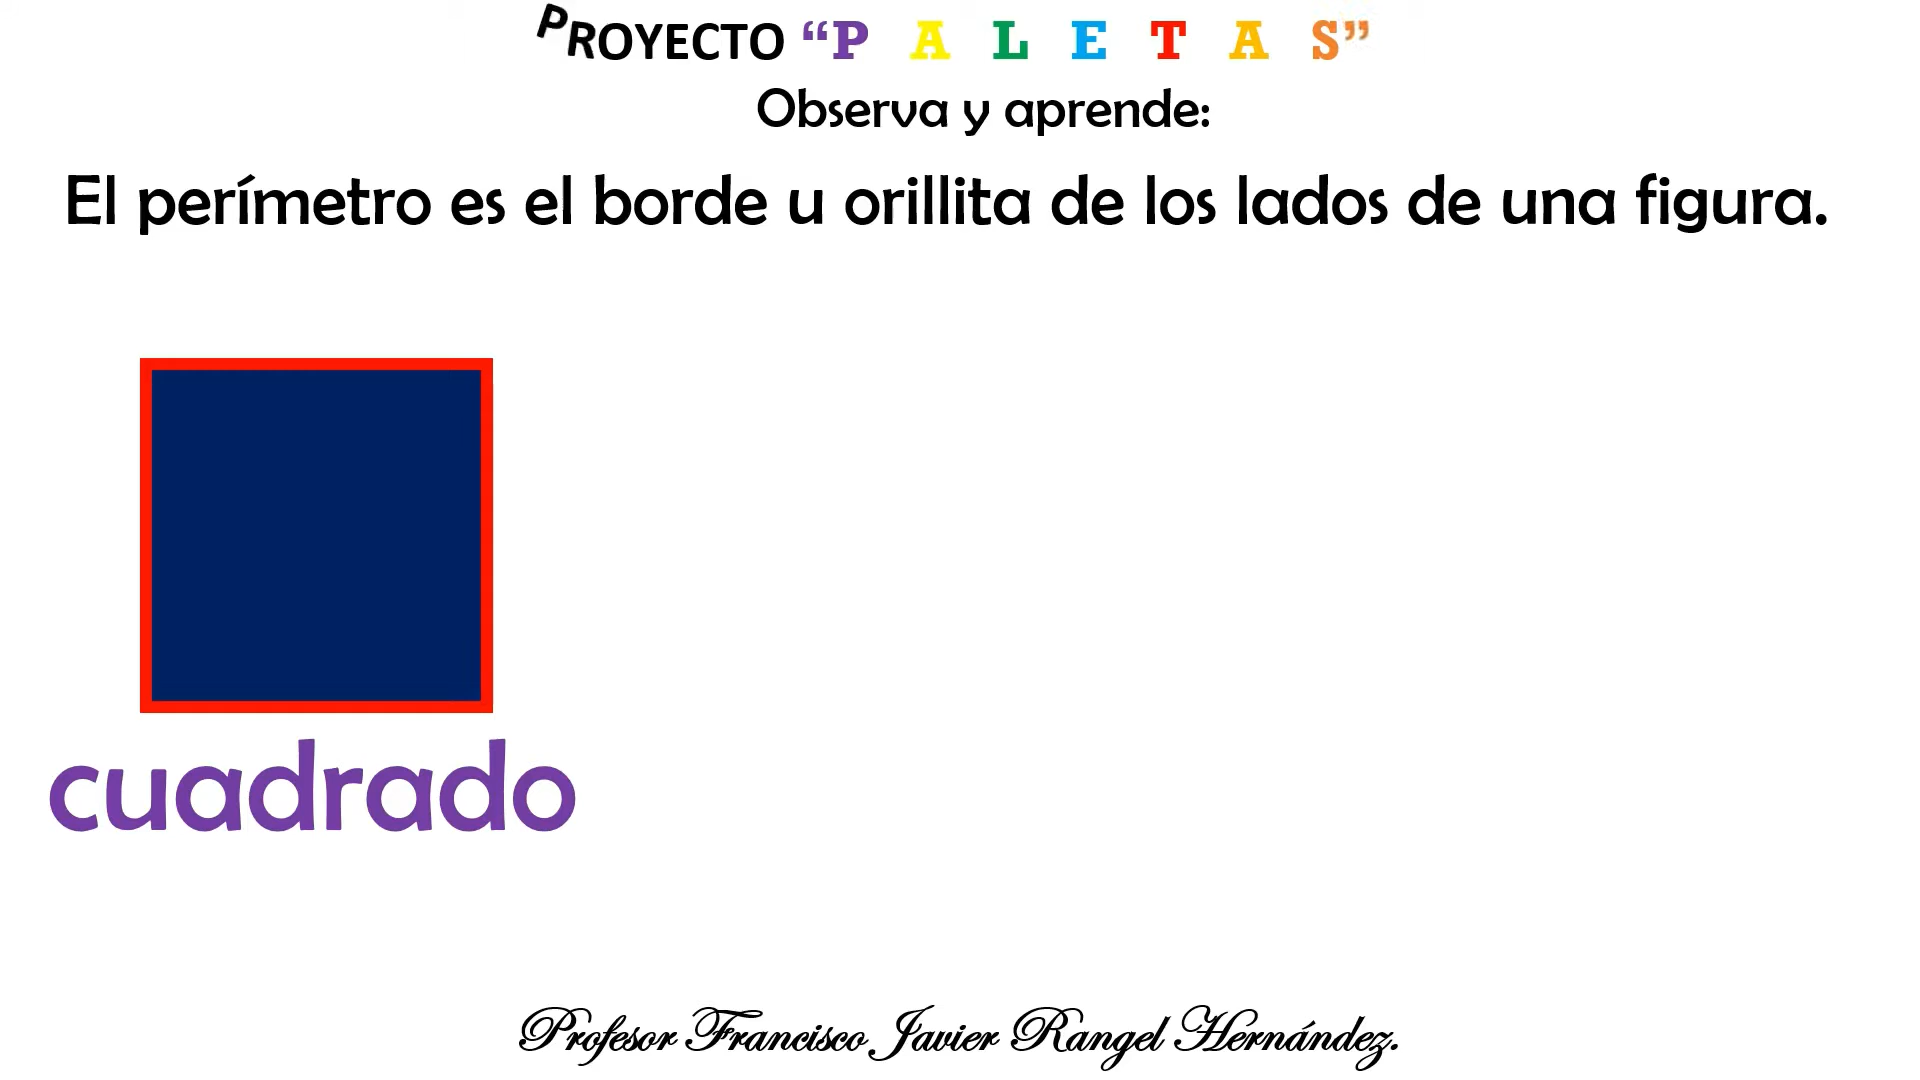 PROYECTO “P A L E T A S”
Observa y aprende:
El perímetro es el borde u orillita de los lados de una figura.
cuadrado
Profesor Francisco Javier Rangel Hernández.